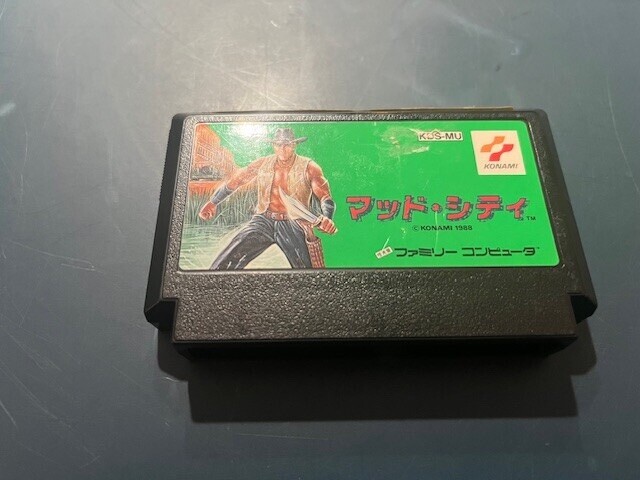 KDS-MU
KONAMI
マッド・シティ TM
© KONAMI 1988
ファミリー コンピュータ